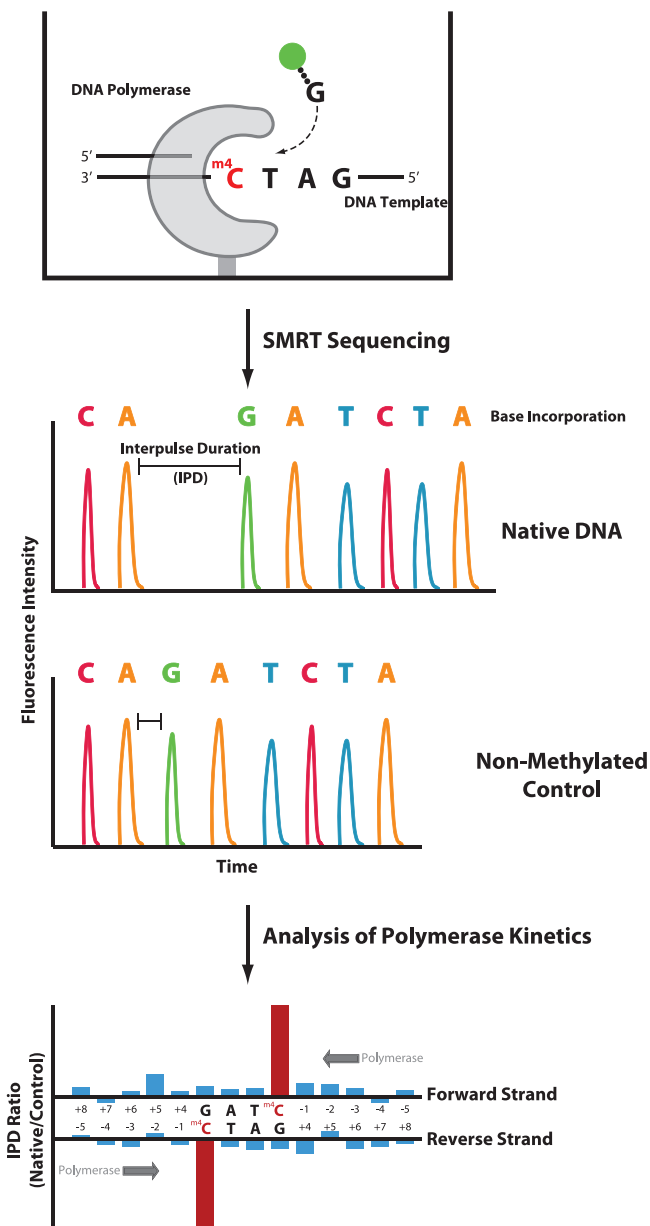 DNA Polymerase
G
5′
3′
m4
C T A G
5′
DNA Template
SMRT Sequencing
C A G A T C T A
Base Incorporation
Interpulse Duration
(IPD)
Native DNA
Fluorescence Intensity
C A G A T C T A
Non-Methylated
Control
Time
Analysis of Polymerase Kinetics
IPD Ratio
(Native/Control)
Polymerase
Forward Strand
+8 +7 +6 +5 +4 G A T m4C -1 -2 -3 -4 -5
-5 -4 -3 -2 -1 m4C T A G +4 +5 +6 +7 +8
Reverse Strand
Polymerase